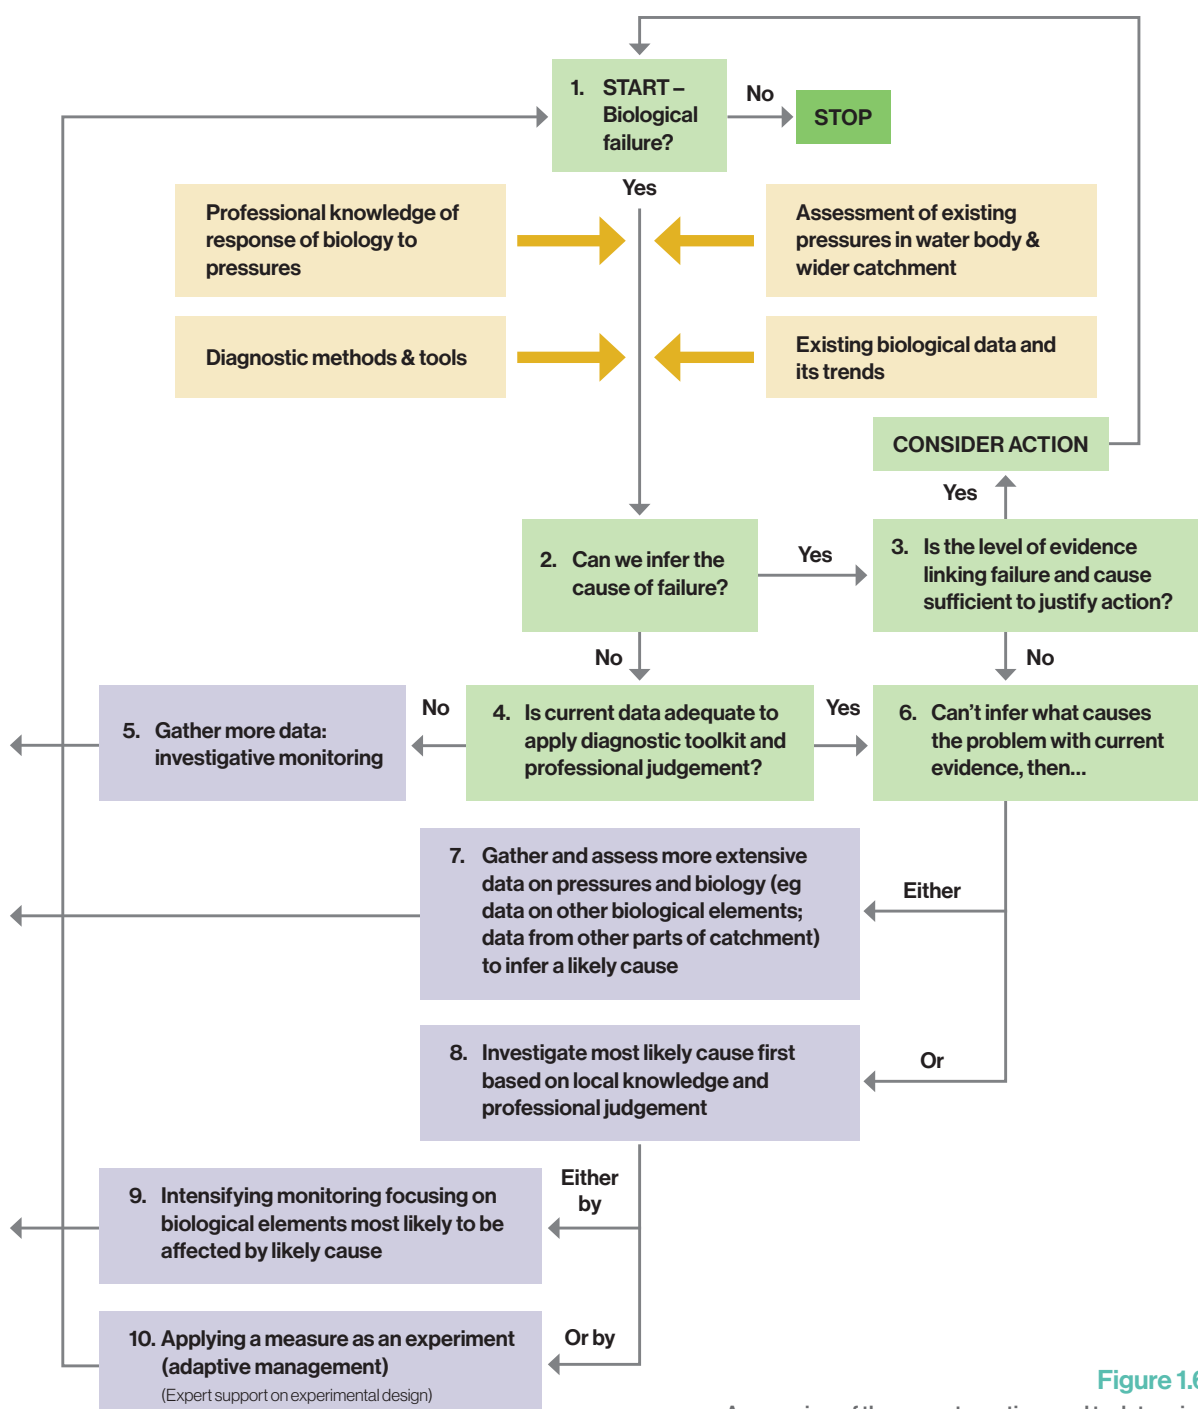 1. START –
Biological
failure?
No
STOP
Yes
Professional knowledge of
response of biology to
pressures
Assessment of existing
pressures in water body &
wider catchment
Diagnostic methods & tools
Existing biological data and
its trends
CONSIDER ACTION
Yes
2. Can we infer the
cause of failure?
Yes
3. Is the level of evidence
linking failure and cause
sufficient to justify action?
No
No
5. Gather more data:
investigative monitoring
No
4. Is current data adequate to
apply diagnostic toolkit and
professional judgement?
Yes
6. Can't infer what causes
the problem with current
evidence, then...
7. Gather and assess more extensive
data on pressures and biology (eg
data on other biological elements;
data from other parts of catchment)
to infer a likely cause
Either
8. Investigate most likely cause first
based on local knowledge and
professional judgement
Or
9. Intensifying monitoring focusing on
biological elements most likely to be
affected by likely cause
Either
by
10. Applying a measure as an experiment
(adaptive management)
(Expert support on experimental design)
Or by
Figure 1.6